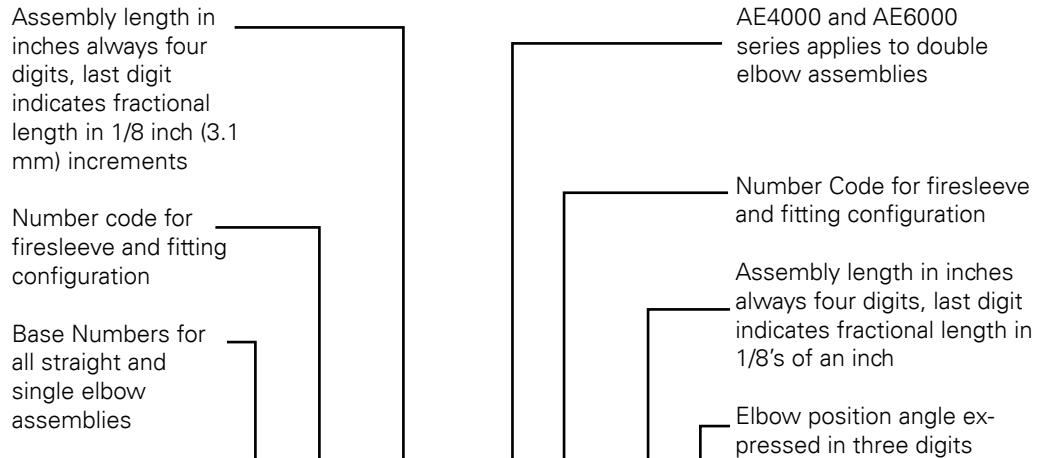 Assembly length in
inches always four
digits, last digit
indicates fractional
length in 1/8 inch (3.1
mm) increments
Number code for
firesleeve and fitting
configuration
Base Numbers for
all straight and
single elbow
assemblies
AE4000 and AE6000
series applies to double
elbow assemblies
Number Code for firesleeve
and fitting configuration
Assembly length in inches
always four digits, last digit
indicates fractional length in
1/8's of an inch
Elbow position angle ex-
pressed in three digits